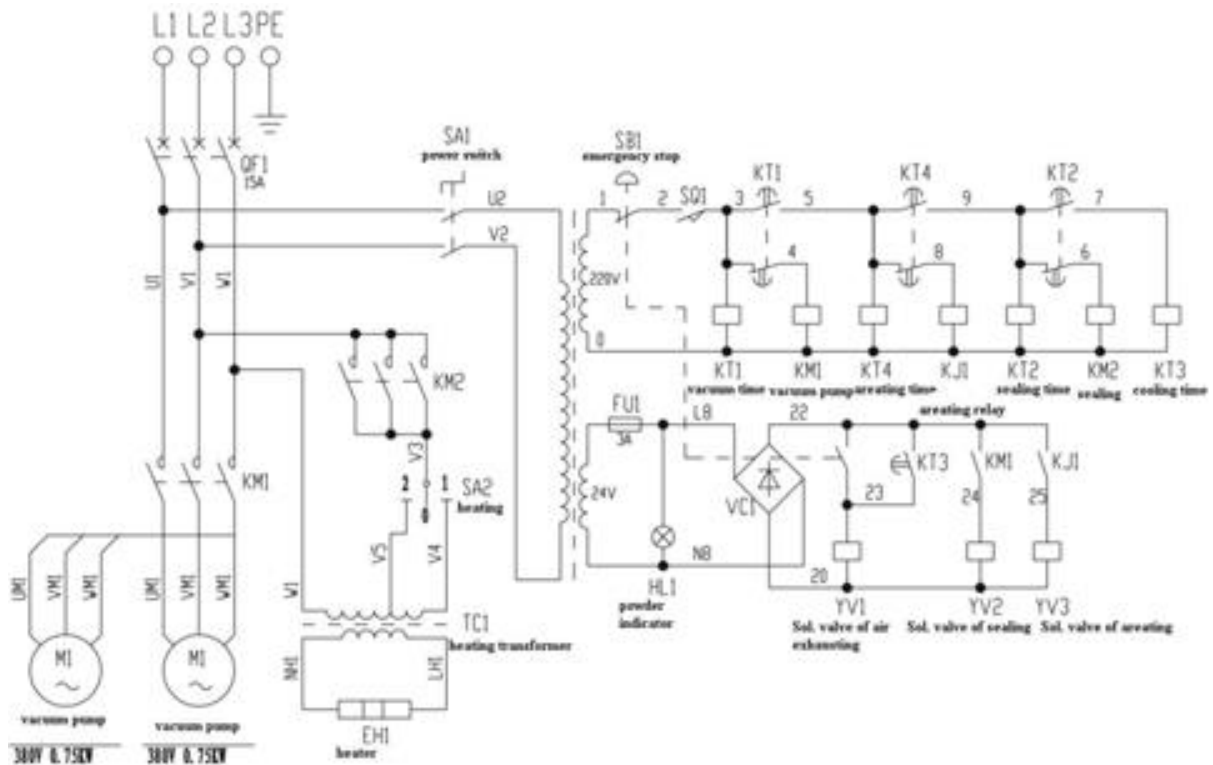 L1 L2 L3 PE
QF1
15A
SA1
power switch
SB1
emergency stop
KT1
KT4
KT2
U2
1
2
SQ1
3
5
9
7
V2
4
8
6
U1
V1
W1
220V
0
KM2
KT1
KM1
KT4
KJ1
KT2
KM2
KT3
vacuum time
vacuum pump
areating time
sealing time
sealing
cooling time
areating relay
FU1
3A
L8
22
V3
KM1
2
1
SA2
heating
24V
VC1
KT3
KM1
KJ1
23
24
25
V5
V4
N8
20
UM1
VM1
WM1
UM1
VM1
WM1
W1
HL1
powder
indicator
YV1
YV2
YV3
Sol. valve of air
exhausting
Sol. valve of sealing
Sol. valve of areating
TC1
heating transformer
M1
M1
NH1
LH1
vacuum pump
vacuum pump
EH1
heater
380V 0.75KW
380V 0.75KW